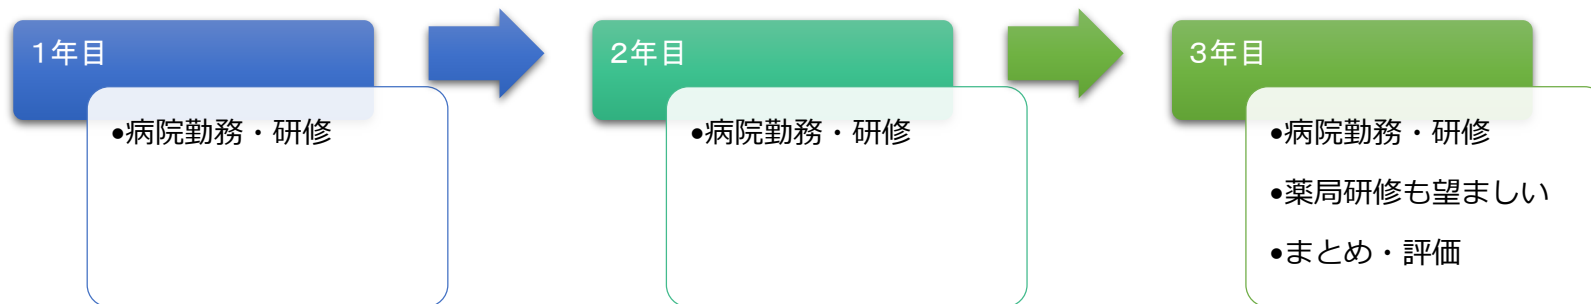 1年目
•病院勤務・研修
2年目
•病院勤務・研修
3年目
•病院勤務・研修
•薬局研修も望ましい
•まとめ・評価